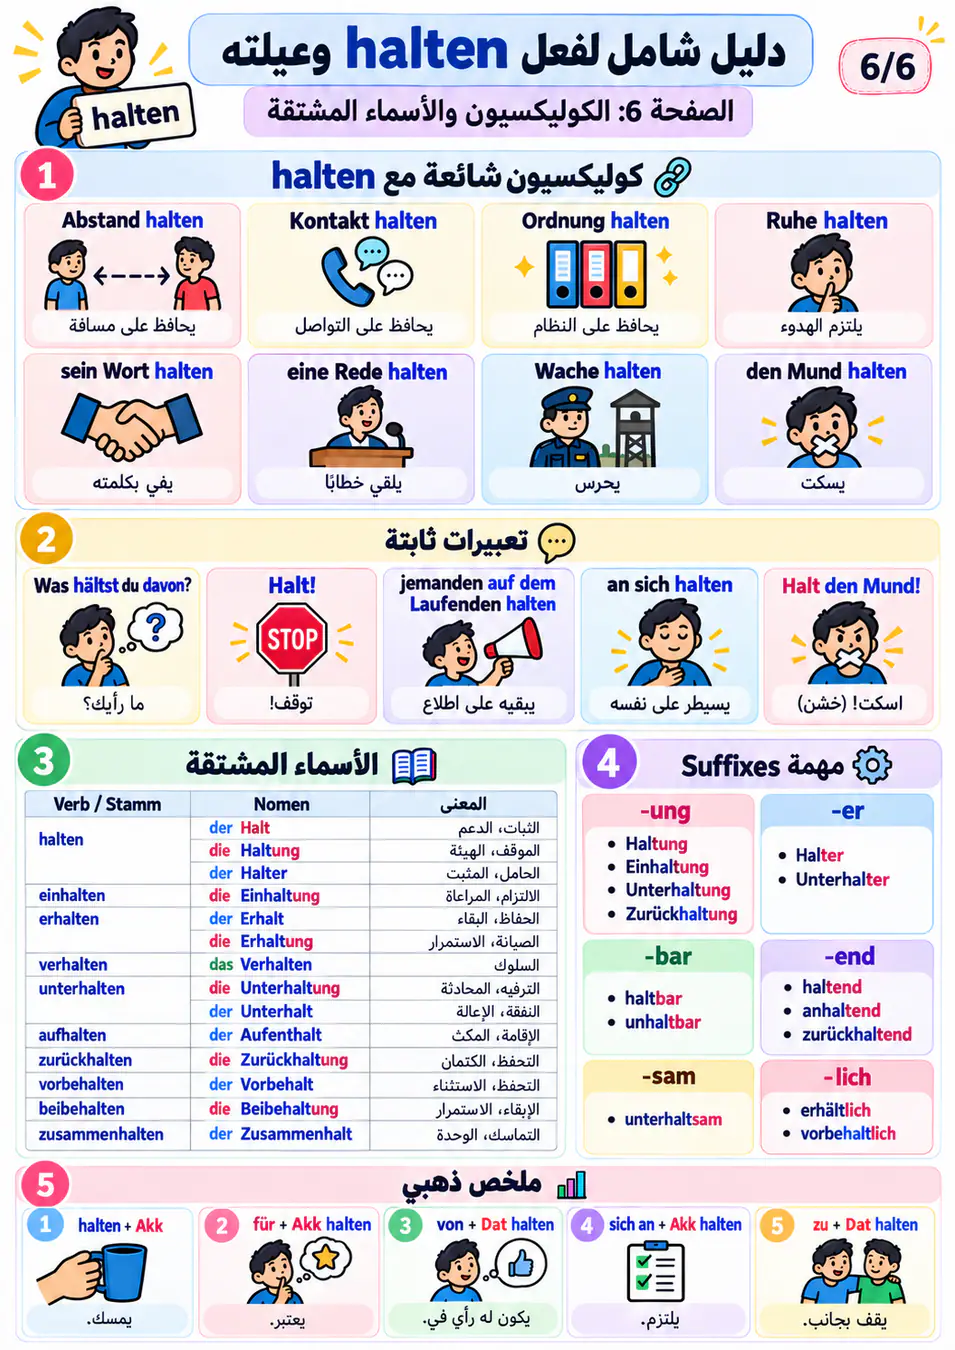 دليل شامل لفعل halten وعيلته
6/6
halten
الصفحة 6: الكوليكسيون والأسماء المشتقة
1
كوليكسيون شائعة مع halten
Abstand halten
يحافظ على مسافة
Kontakt halten
يحافظ على التواصل
Ordnung halten
يحافظ على النظام
Ruhe halten
يلتزم الهدوء
sein Wort halten
يفي بكلمته
eine Rede halten
يلقي خطابًا
Wache halten
يحرس
den Mund halten
يسكت
2
تعبيرات ثابتة
Was hältst du davon?
?
ما رأيك؟
Halt!
STOP
توقف!
jemanden auf dem
Laufenden halten
يبقيه على اطلاع
an sich halten
يسيطر على نفسه
Halt den Mund!
اسكت! (خشن)
3
الأسماء المشتقة
Verb / Stamm Nomen المعنى
halten der Halt الثبات، الدعم
die Haltung الموقف، الهيئة
der Halter الحامل، المثبت
einhalten die Einhaltung الالتزام، المراعاة
erhalten der Erhalt الحفاظ، البقاء
die Erhaltung الصيانة، الاستمرار
verhalten das Verhalten السلوك
unterhalten die Unterhaltung الترفيه، المحادثة
der Unterhalt النفقة، الإعالة
aufhalten der Aufenthalt الإقامة، المكث
zurückhalten die Zurückhaltung التحفظ، الكتمان
vorbehalten der Vorbehalt التحفظ، الاستثناء
beibehalten die Beibehaltung الإبقاء، الاستمرار
zusammenhalten der Zusammenhalt التماسك، الوحدة
4
Suffixes مهمة
-ung
• Haltung
• Einhaltung
• Unterhaltung
• Zurückhaltung
-er
• Halter
• Unterhalter
-bar
• haltbar
• unhaltbar
-end
• haltend
• anhaltend
• zurückhaltend
-sam
• unterhaltsam
-lich
• erhältlich
• vorbehaltlich
5
ملخص ذهبي
1
halten + Akk
يمسك.
2
für + Akk halten
يعتبر.
3
von + Dat halten
يكون له رأي في.
4
sich an + Akk halten
يلتزم.
5
zu + Dat halten
يقف بجانب.